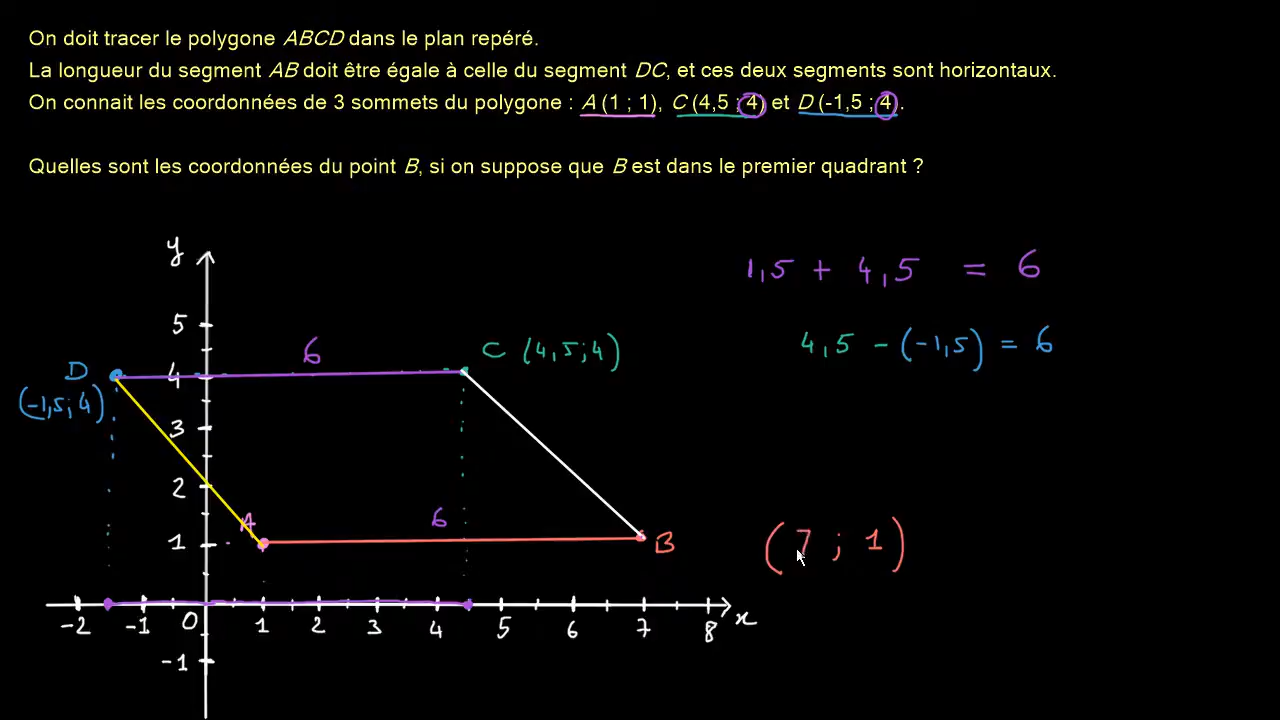 On doit tracer le polygone ABCD dans le plan repéré.
La longueur du segment AB doit être égale à celle du segment DC, et ces deux segments sont horizontaux.
On connait les coordonnées de 3 sommets du polygone : A (1 ; 1), C (4,5 ; 4) et D (-1,5 ; 4).
Quelles sont les coordonnées du point B, si on suppose que B est dans le premier quadrant ?
y
1,5 + 4,5 = 6
5
6
C (4,5;4)
4,5 - (-1,5) = 6
D
4
(-1,5;4)
3
2
A
6
1
B
(7 ; 1)
-2 -1 0 1 2 3 4 5 6 7 8 x
-1